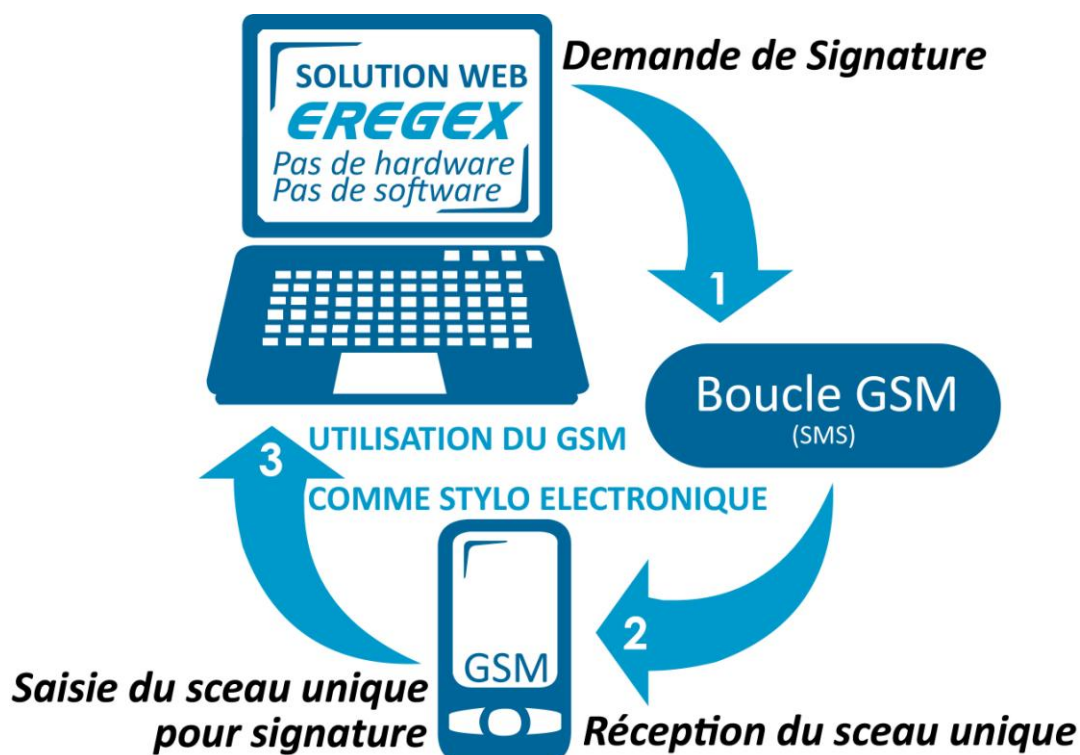 SOLUTION WEB
EREGEX
Pas de hardware
Pas de software
Demande de Signature
1
Boucle GSM
(SMS)
2
Réception du sceau unique
GSM
Saisie du sceau unique
pour signature
3
UTILISATION DU GSM
COMME STYLO ELECTRONIQUE